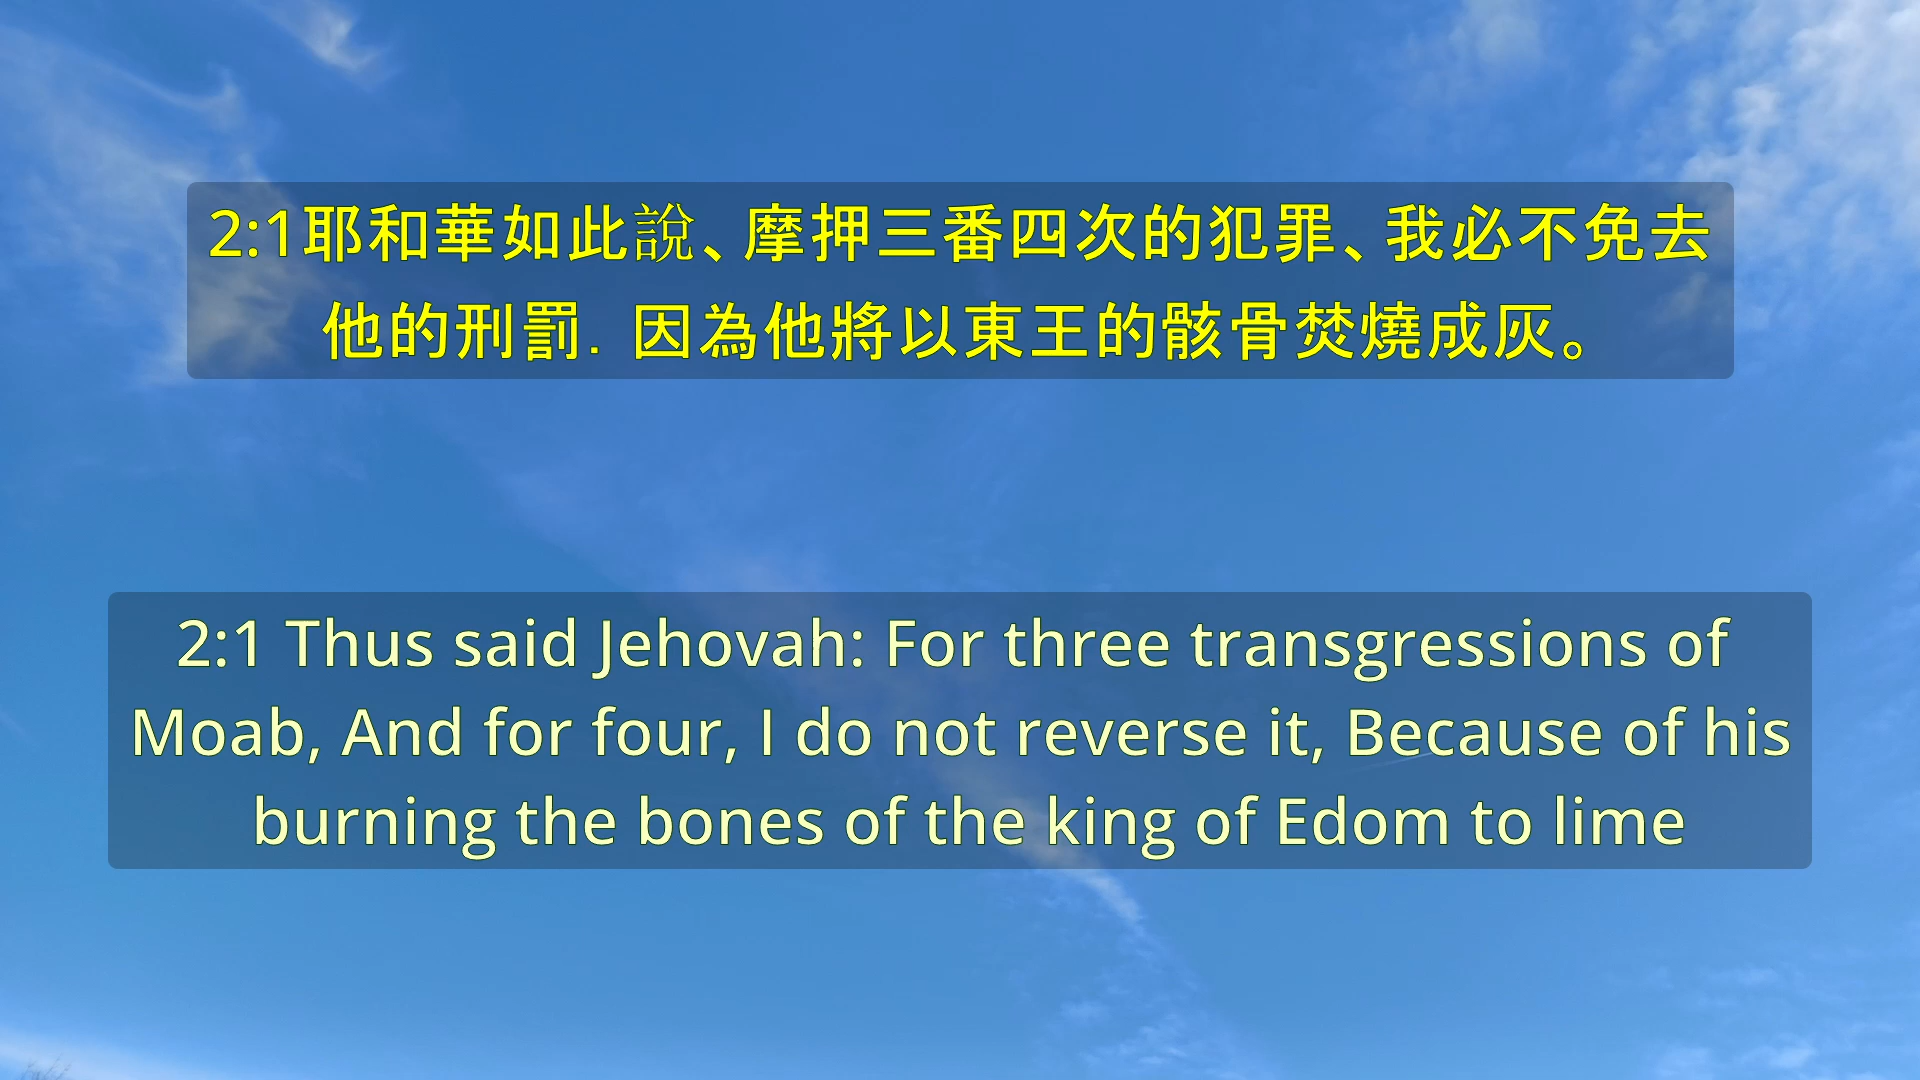 2:1耶和華如此說、摩押三番四次的犯罪、我必不免去
他的刑罰．因為他將以東王的骸骨焚燒成灰。
2:1 Thus said Jehovah: For three transgressions of
Moab, And for four, I do not reverse it, Because of his
burning the bones of the king of Edom to lime